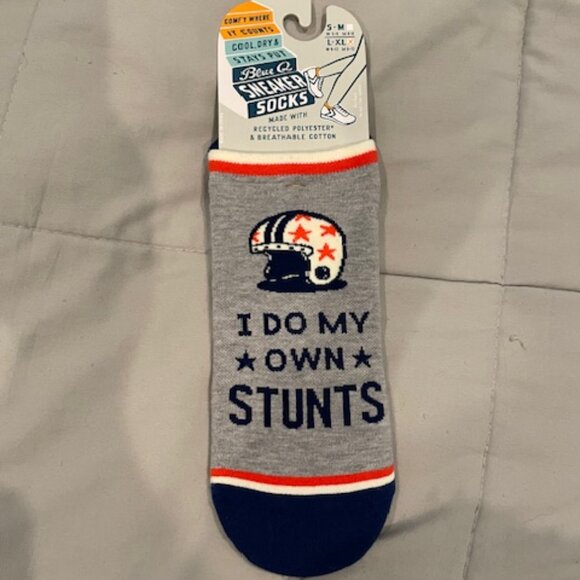 COMFY WHERE
IT COUNTS
COOL, DRY &
STAYS PUT
Blue Q
SNEAKER
SOCKS
MADE WITH
RECYCLED POLYESTER*
& BREATHABLE COTTON
S-M
L-XL
I DO MY
★ OWN ★
STUNTS